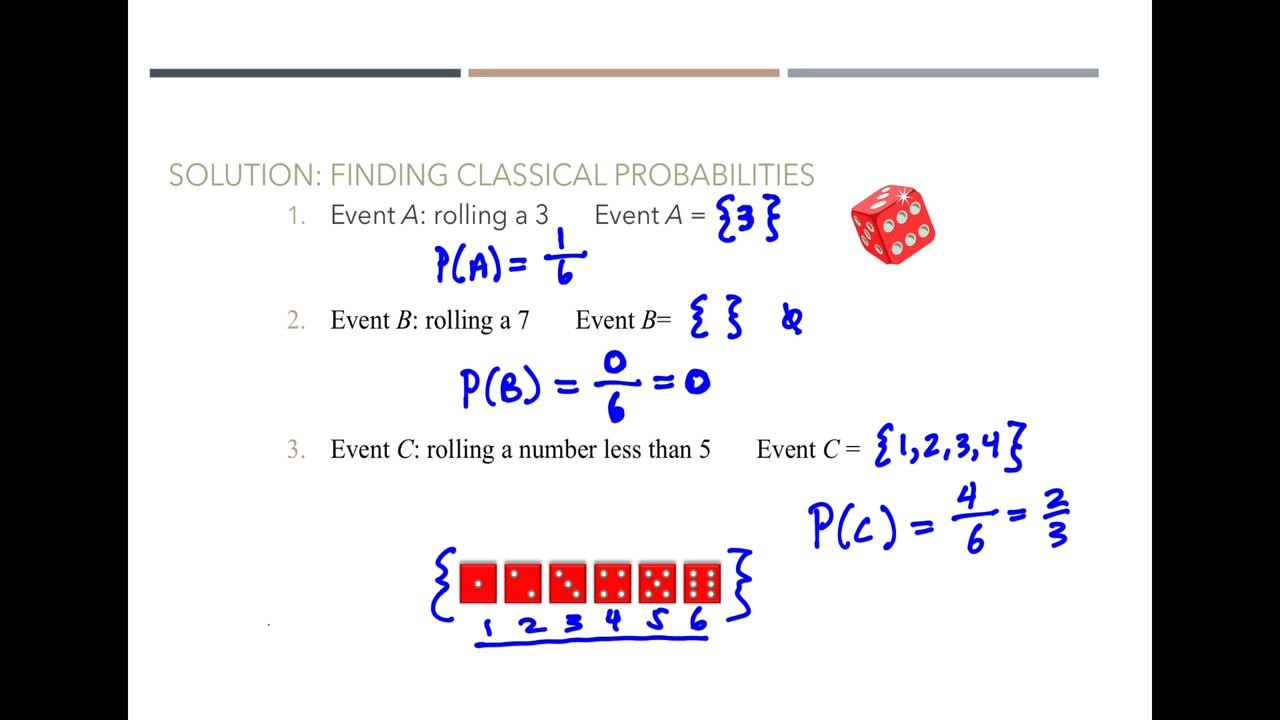 SOLUTION: FINDING CLASSICAL PROBABILITIES
1. Event A: rolling a 3 Event A = {3}
P(A) = 1/6
2. Event B: rolling a 7 Event B= { }
P(B) = 0/6 = 0
3. Event C: rolling a number less than 5 Event C = {1,2,3,4}
P(C) = 4/6 = 2/3
{ }
1 2 3 4 5 6